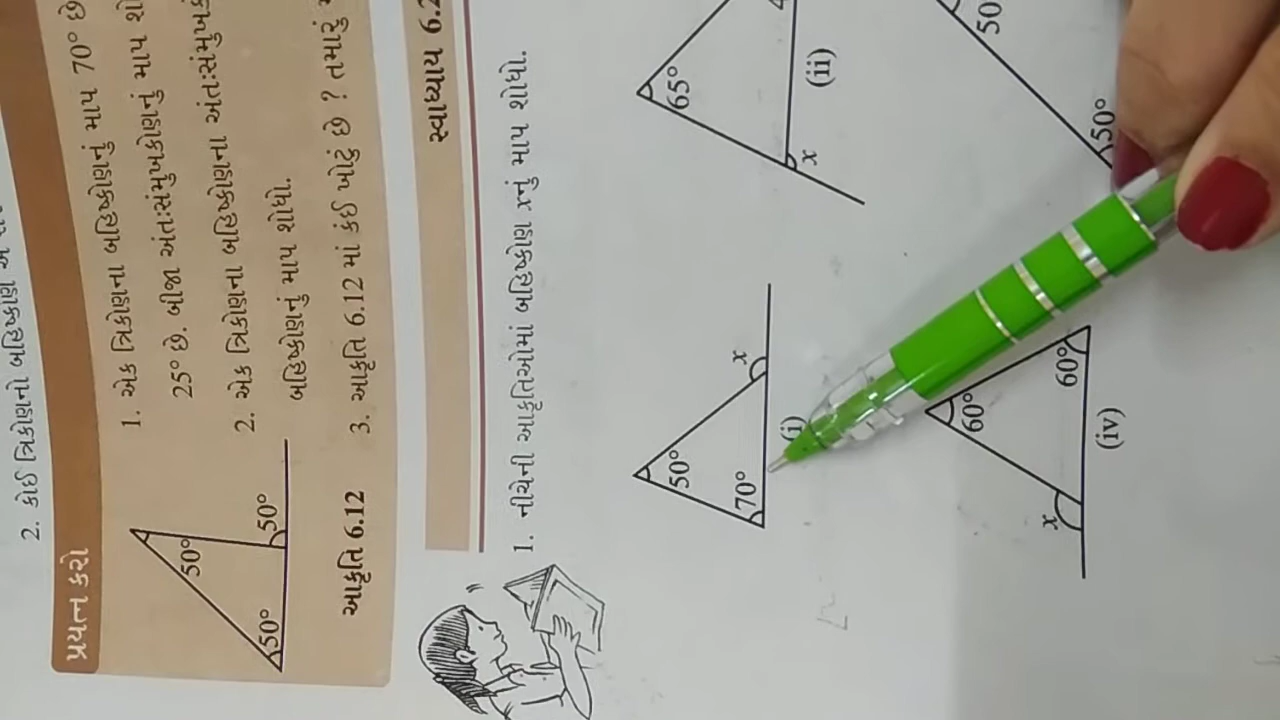 2. કોઈ ત્રિકોણનો બહિષ્કોણ એ
પ્રયત્ન કરો
1. એક ત્રિકોણના બહિષ્કોણનું માપ 70° છે
25° છે. બીજા અંતઃસંમુખકોણનું માપ
2. એક ત્રિકોણના બહિષ્કોણના અંતઃસંમુખકો
બહિષ્કોણનું માપ શોધો.
3. આકૃતિ 6.12 માં કંઈ ખોટું છે ? તમારું
50°
50°
50°
આકૃતિ 6.12
સ્વાધ્યાય 6.2
1. નીચેની આકૃતિઓમાં બહિષ્કોણ xનું માપ શોધો.
50°
70°
x
(i)
65°
x
(ii)
50
50°
60°
60°
x
(iv)